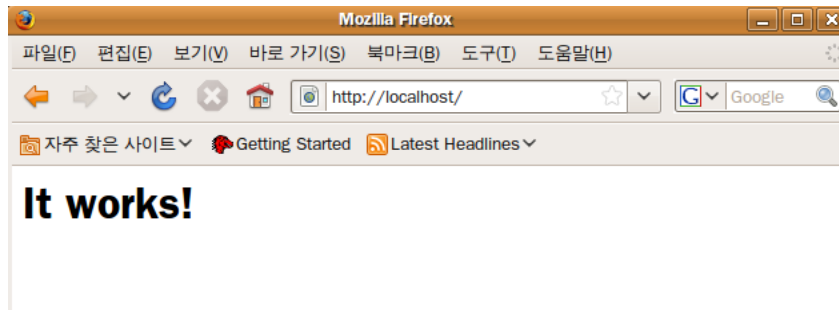 Mozilla Firefox
파일(F) 편집(E) 보기(V) 바로 가기(S) 북마크(B) 도구(T) 도움말(H)
http://localhost/ G Google
자주 찾은 사이트 Getting Started Latest Headlines
It works!